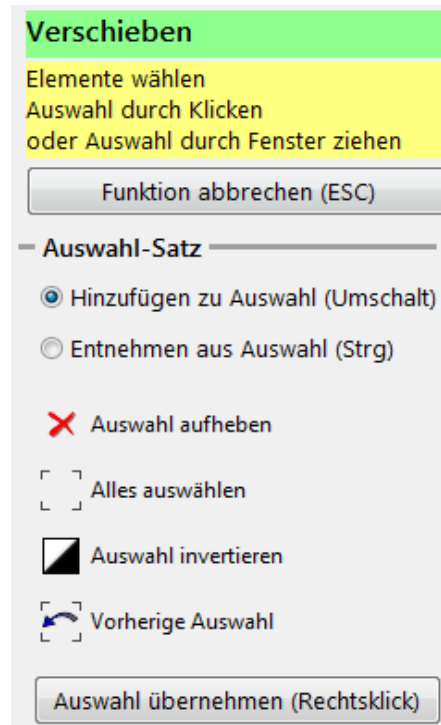 Verschieben
Elemente wählen
Auswahl durch Klicken
oder Auswahl durch Fenster ziehen
Funktion abbrechen (ESC)
Auswahl-Satz
Hinzufügen zu Auswahl (Umschalt)
Entnehmen aus Auswahl (Strg)
Auswahl aufheben
Alles auswählen
Auswahl invertieren
Vorherige Auswahl
Auswahl übernehmen (Rechtsklick)